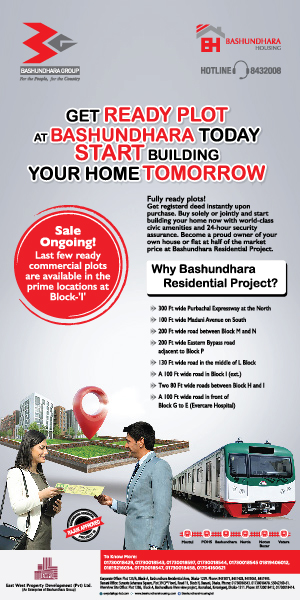 BASHUNDHARA GROUP
For the People, for the Country
BASHUNDHARA
HOUSING
HOTLINE 8432008
GET READY PLOT
AT BASHUNDHARA TODAY
START BUILDING
YOUR HOME TOMORROW
Fully ready plots!
Get registerd deed instantly upon
purchase. Buy solely or jointly and start
building your home now with world-class
civic amenities and 24-hour security
assurance. Become a proud owner of your
own house or flat at half of the market
price at Bashundhara Residential Project.
Sale
Ongoing!
Last few ready
commercial plots
are available in the
prime locations at
Block-'I'
Why Bashundhara
Residential Project?
300 Ft wide Purbachal Expressway at the North
100 Ft wide Madani Avenue on South
200 Ft wide road between Block M and N
200 Ft wide Eastern Bypass road
adjacent to Block P
130 Ft wide road in the middle of L Block
A 100 Ft wide road in Block I (ext.)
Two 80 Ft wide roads between Block H and I
A 100 Ft wide road in front of
Block G to E (Evercare Hospital)
Bashundhara
Vatara
To Know More:
East West Property Development (Pvt) Ltd.
(An Enterprise of Bashundhara Group)